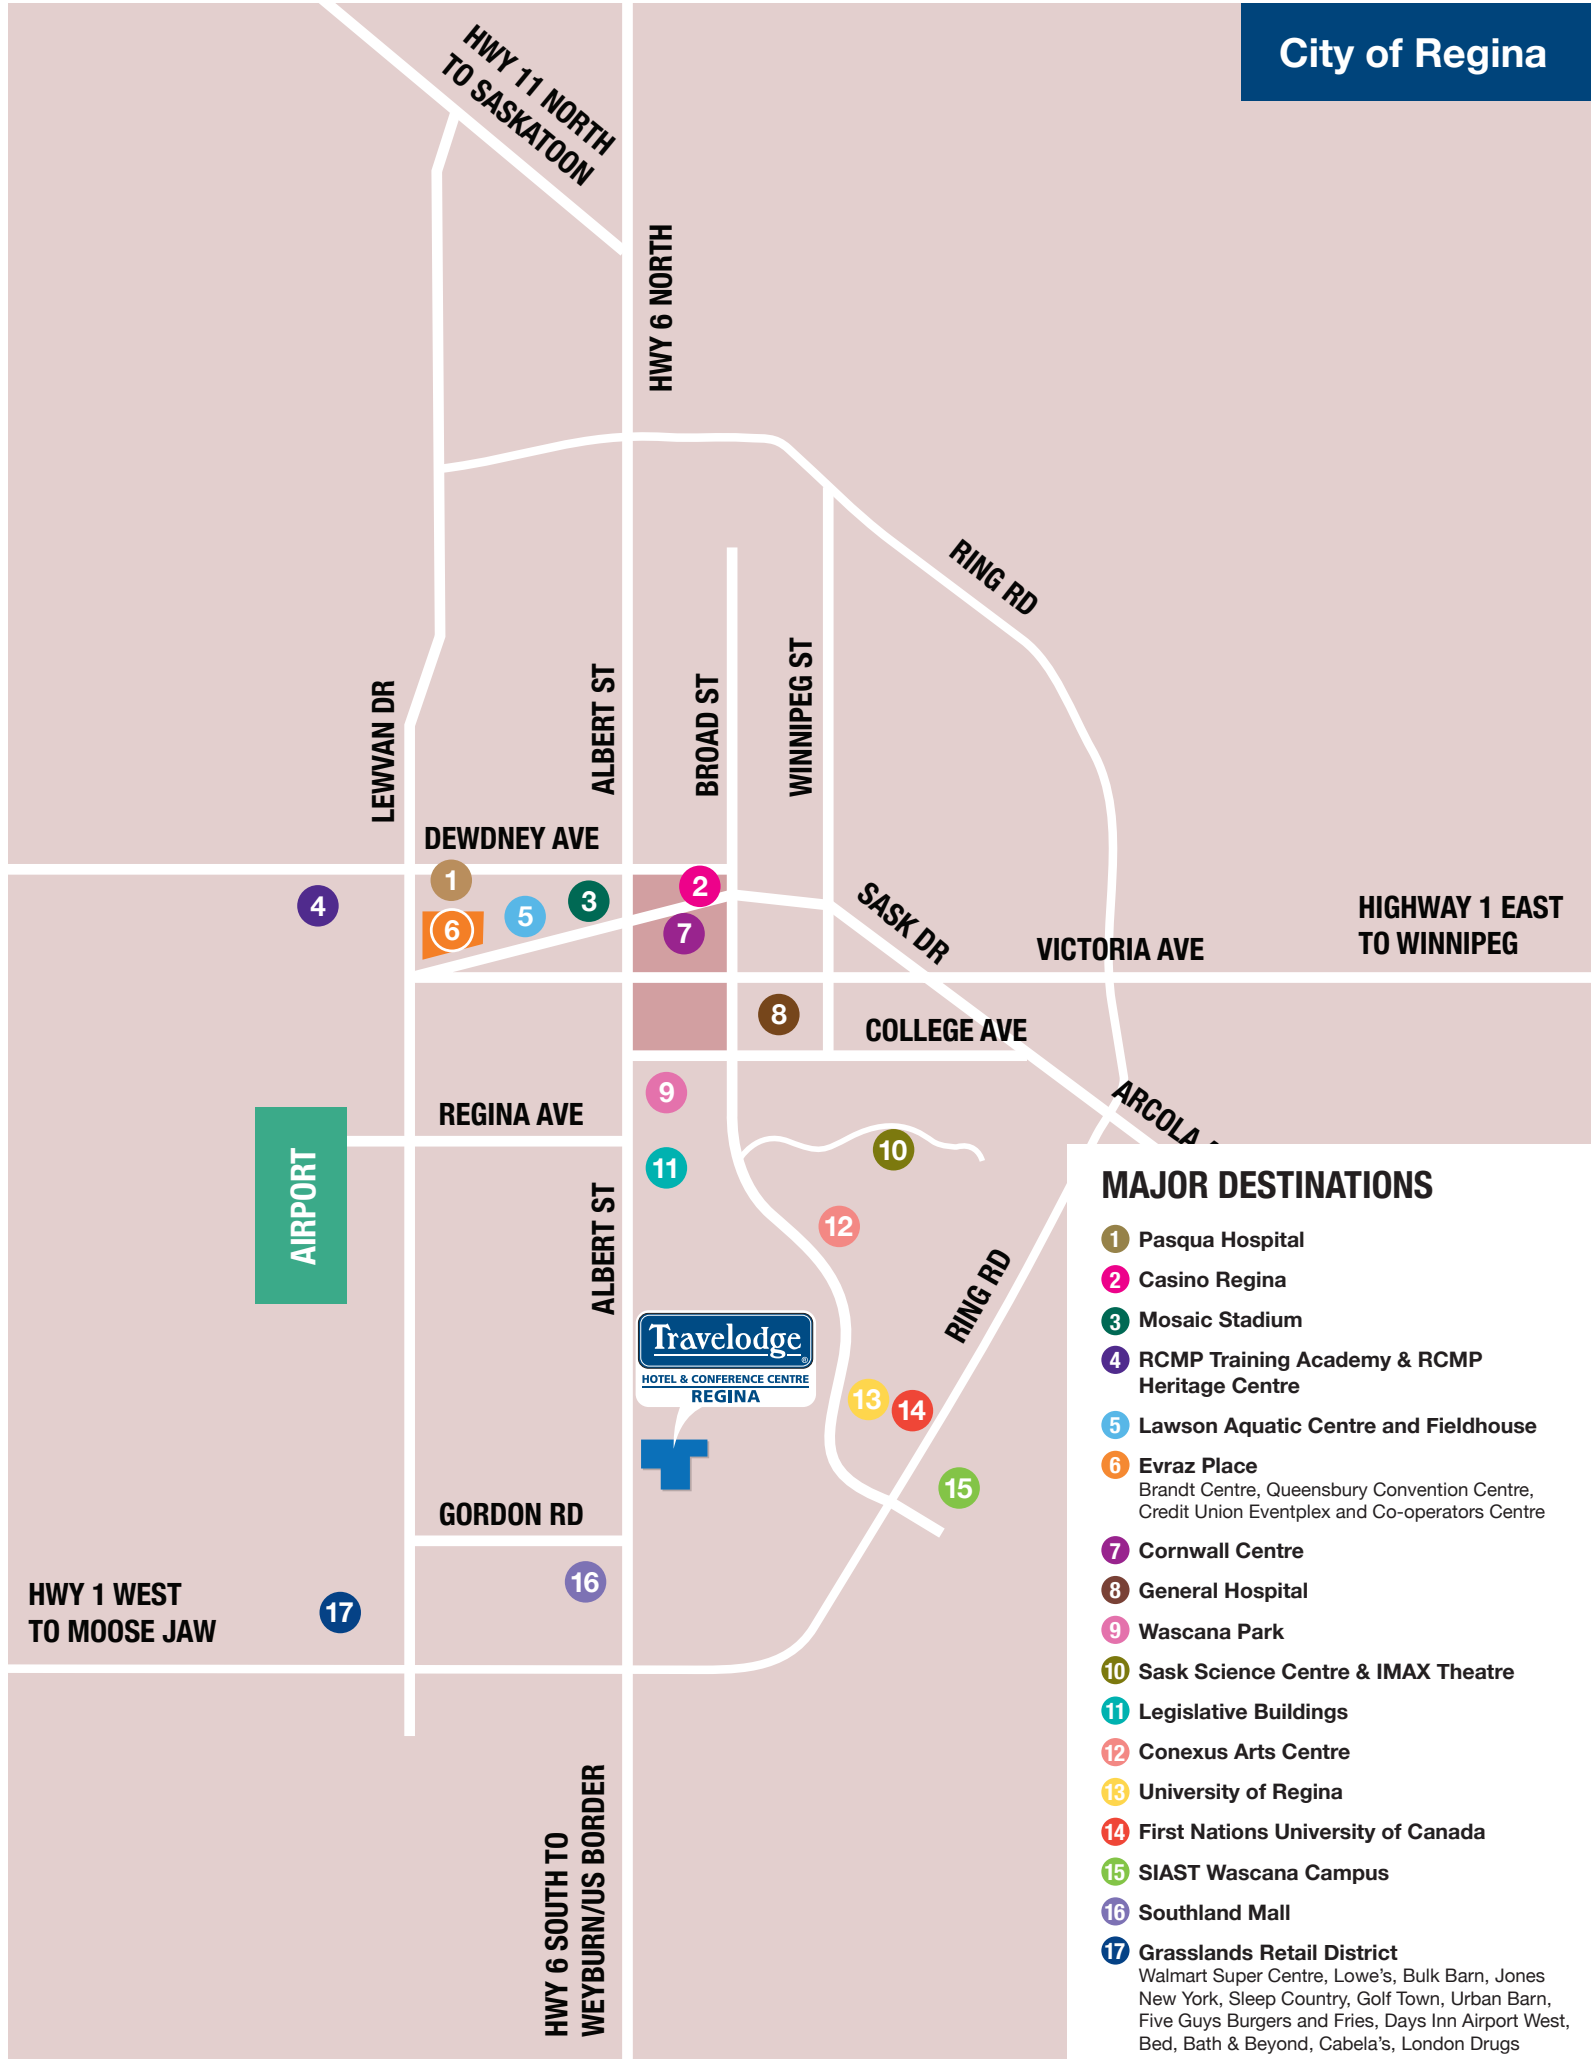 City of Regina
HWY 11 NORTH
TO SASKATOON
HWY 6 NORTH
RING RD
LEWVAN DR
ALBERT ST
BROAD ST
WINNIPEG ST
DEWDNEY AVE
1
2
3
4
5
6
7
SASK DR
HIGHWAY 1 EAST
TO WINNIPEG
VICTORIA AVE
8
COLLEGE AVE
9
REGINA AVE
ARCOLA
10
11
AIRPORT
ALBERT ST
12
RING RD
Travelodge®
HOTEL & CONFERENCE CENTRE
REGINA
13
14
15
GORDON RD
16
HWY 1 WEST
TO MOOSE JAW
17
HWY 6 SOUTH TO
WEYBURN/US BORDER
MAJOR DESTINATIONS
1 Pasqua Hospital
2 Casino Regina
3 Mosaic Stadium
4 RCMP Training Academy & RCMP
Heritage Centre
5 Lawson Aquatic Centre and Fieldhouse
6 Evraz Place
Brandt Centre, Queensbury Convention Centre,
Credit Union Eventplex and Co-operators Centre
7 Cornwall Centre
8 General Hospital
9 Wascana Park
10 Sask Science Centre & IMAX Theatre
11 Legislative Buildings
12 Conexus Arts Centre
13 University of Regina
14 First Nations University of Canada
15 SIAST Wascana Campus
16 Southland Mall
17 Grasslands Retail District
Walmart Super Centre, Lowe's, Bulk Barn, Jones
New York, Sleep Country, Golf Town, Urban Barn,
Five Guys Burgers and Fries, Days Inn Airport West,
Bed, Bath & Beyond, Cabela's, London Drugs